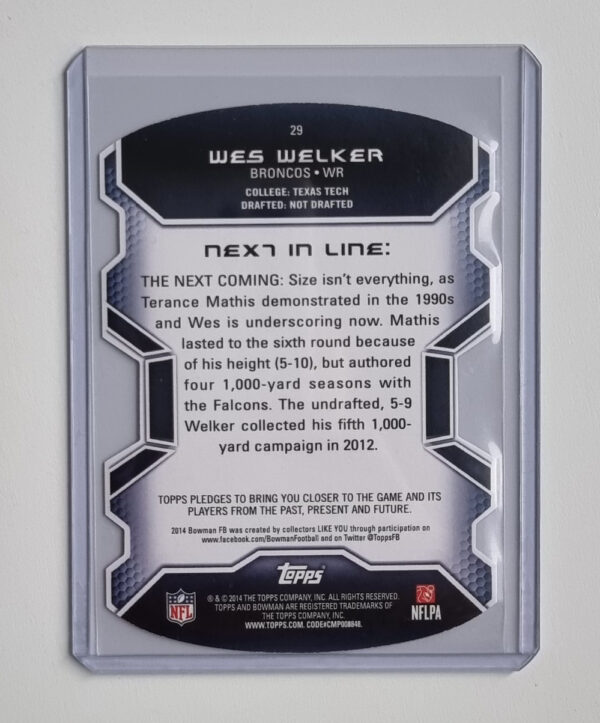 29
WES WELKER
BRONCOS • WR
COLLEGE: TEXAS TECH
DRAFTED: NOT DRAFTED
NEXT IN LINE:
THE NEXT COMING: Size isn't everything, as
Terance Mathis demonstrated in the 1990s
and Wes is underscoring now. Mathis
lasted to the sixth round because
of his height (5-10), but authored
four 1,000-yard seasons with
the Falcons. The undrafted, 5-9
Welker collected his fifth 1,000-
yard campaign in 2012.
TOPPS PLEDGES TO BRING YOU CLOSER TO THE GAME AND ITS
PLAYERS FROM THE PAST, PRESENT AND FUTURE.
2014 Bowman FB was created by collectors LIKE YOU through participation on
www.facebook.com/BowmanFootball and on Twitter @ToppsFB
topps
NFL
® & © 2014 THE TOPPS COMPANY, INC. ALL RIGHTS RESERVED.
TOPPS AND BOWMAN ARE REGISTERED TRADEMARKS OF
THE TOPPS COMPANY, INC.
WWW.TOPPS.COM. CODE#CMP008848.
NFLPA